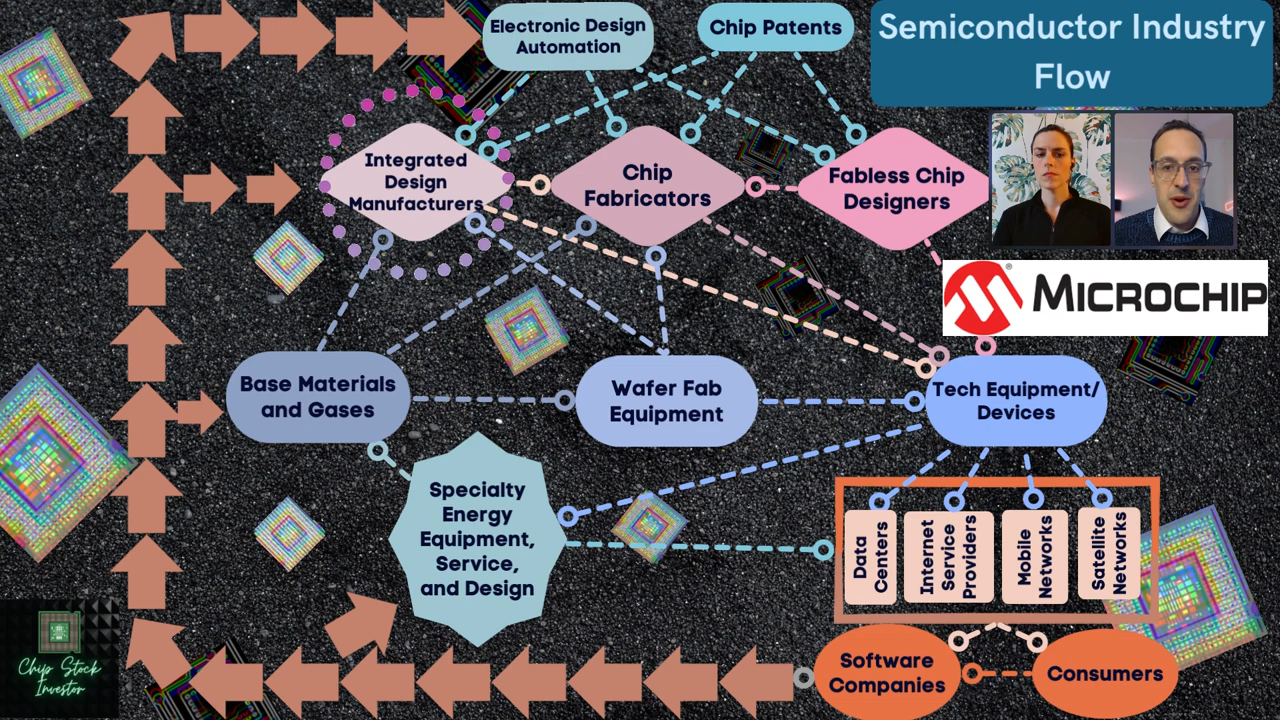 Electronic Design
Automation
Chip Patents
Semiconductor Industry
Flow
Integrated
Design
Manufacturers
Chip
Fabricators
Fabless Chip
Designers
® MICROCHIP
Base Materials
and Gases
Wafer Fab
Equipment
Tech Equipment/
Devices
Specialty
Energy
Equipment,
Service,
and Design
Data
Centers
Internet
Service
Providers
Mobile
Networks
Satellite
Networks
Chip Stock
Investor
Software
Companies
Consumers